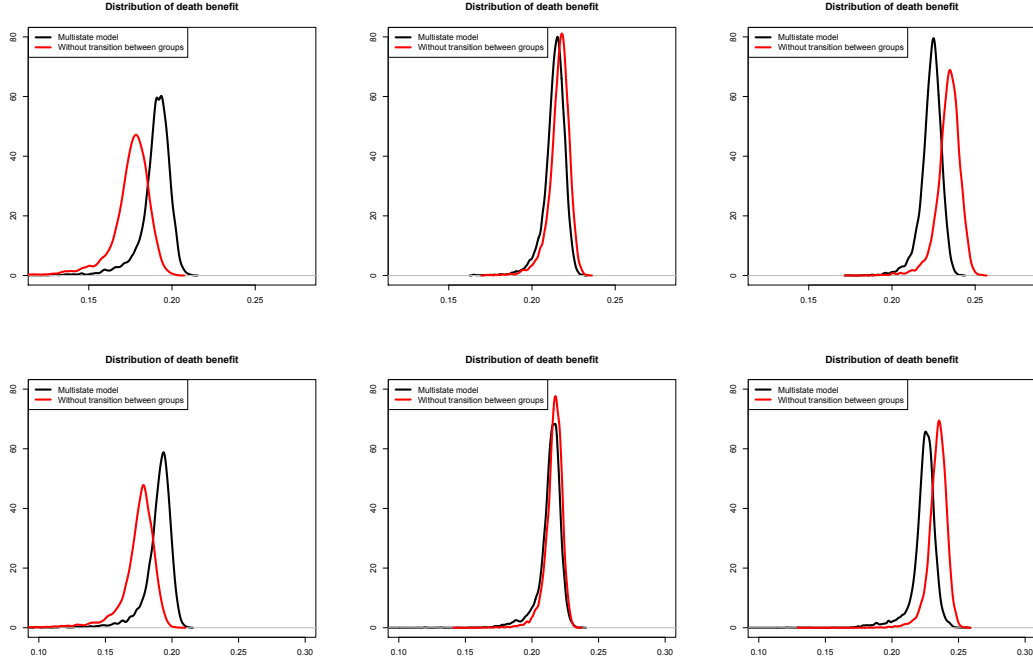 Distribution of death benefit Distribution of death benefit Distribution of death benefit
Multistate model
Without transition between groups
Multistate model
Without transition between groups
Multistate model
Without transition between groups
0 20 40 60 80
0 20 40 60 80
0 20 40 60 80
0.15 0.20 0.25
0.15 0.20 0.25
0.15 0.20 0.25
Distribution of death benefit Distribution of death benefit Distribution of death benefit
Multistate model
Without transition between groups
Multistate model
Without transition between groups
Multistate model
Without transition between groups
0 20 40 60 80
0 20 40 60 80
0 20 40 60 80
0.10 0.15 0.20 0.25 0.30
0.10 0.15 0.20 0.25 0.30
0.10 0.15 0.20 0.25 0.30